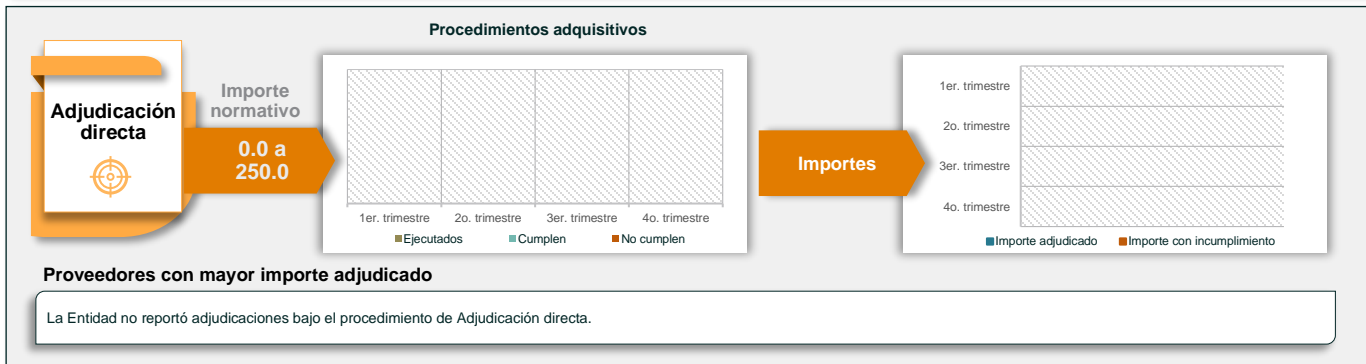 Procedimientos adquisitivos
Adjudicación
directa
Importe
normativo
0.0 a
250.0
1er. trimestre
2o. trimestre
3er. trimestre
4o. trimestre
Ejecutados
Cumplen
No cumplen
Importes
1er. trimestre
2o. trimestre
3er. trimestre
4o. trimestre
Importe adjudicado
Importe con incumplimiento
Proveedores con mayor importe adjudicado
La Entidad no reportó adjudicaciones bajo el procedimiento de Adjudicación directa.